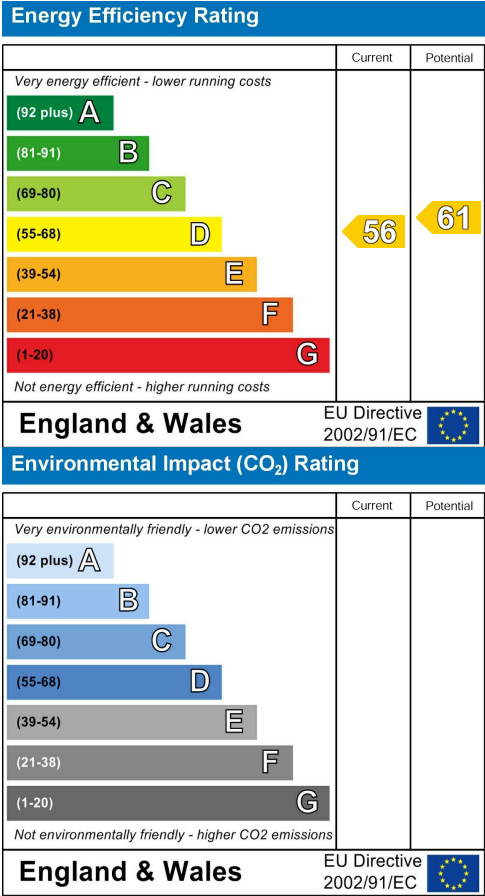 Energy Efficiency Rating
Current Potential
Very energy efficient - lower running costs
(92 plus) A
(81-91) B
(69-80) C
(55-68) D
56 61
(39-54) E
(21-38) F
(1-20) G
Not energy efficient - higher running costs
England & Wales
EU Directive
2002/91/EC
Environmental Impact (CO₂) Rating
Current Potential
Very environmentally friendly - lower CO2 emissions
(92 plus) A
(81-91) B
(69-80) C
(55-68) D
(39-54) E
(21-38) F
(1-20) G
Not environmentally friendly - higher CO2 emissions
England & Wales
EU Directive
2002/91/EC